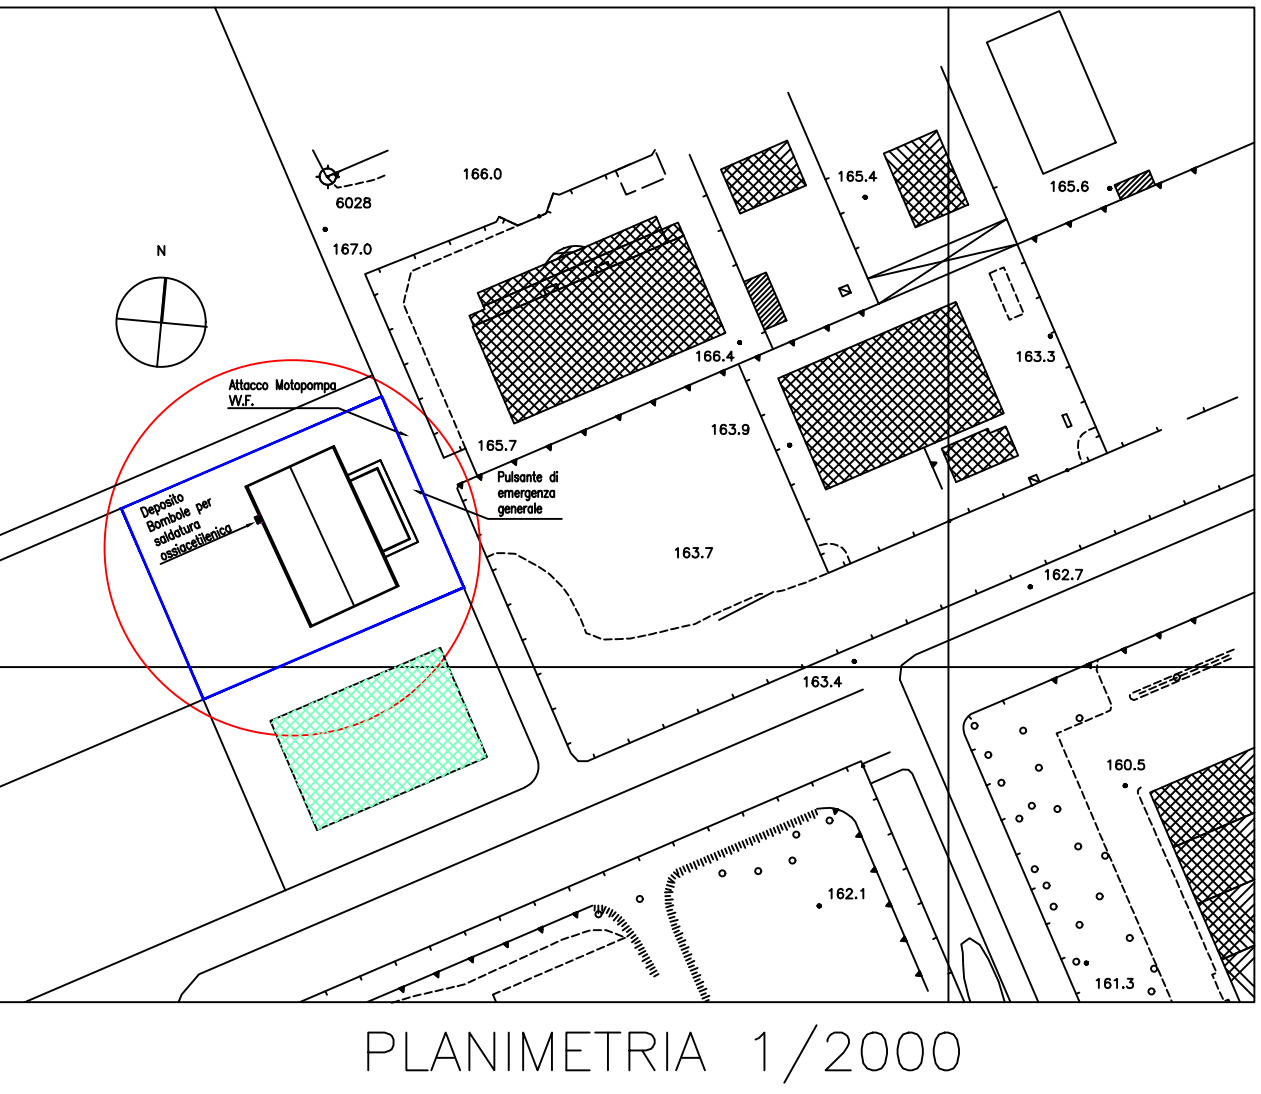 166.0
165.4
165.6
6028
167.0
N
166.4
163.3
Attacco Motopompa
W.F.
163.9
165.7
Pulsante di
emergenza
generale
Deposito
Bombole per
saldatura
ossiacetilenica
163.7
162.7
163.4
160.5
162.1
161.3
PLANIMETRIA 1/2000